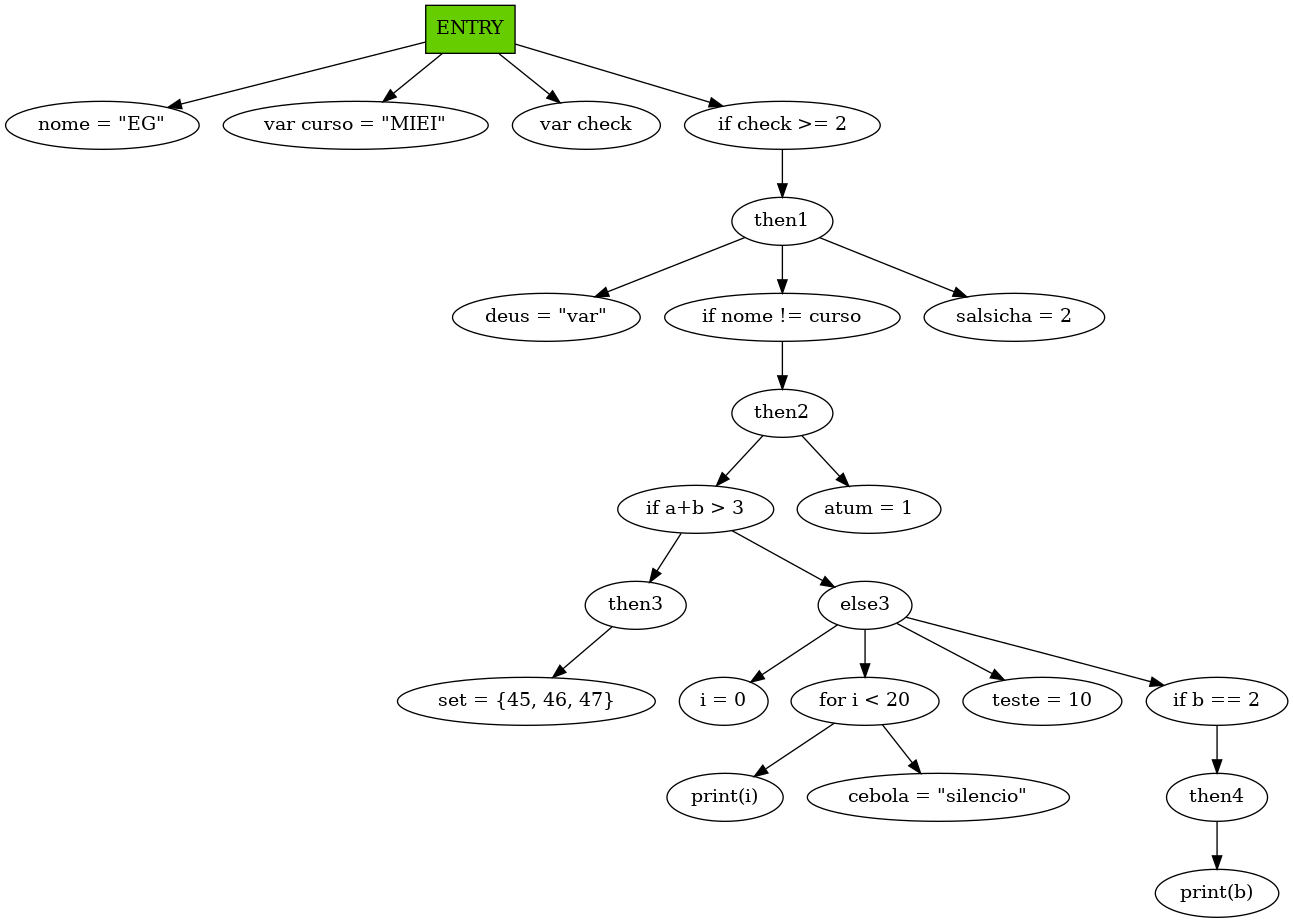 ENTRY
nome = "EG"
var curso = "MIEI"
var check
if check >= 2
then1
deus = "var"
if nome != curso
salsicha = 2
then2
if a+b > 3
atum = 1
then3
else3
set = {45, 46, 47}
i = 0
for i < 20
teste = 10
if b == 2
print(i)
cebola = "silencio"
then4
print(b)